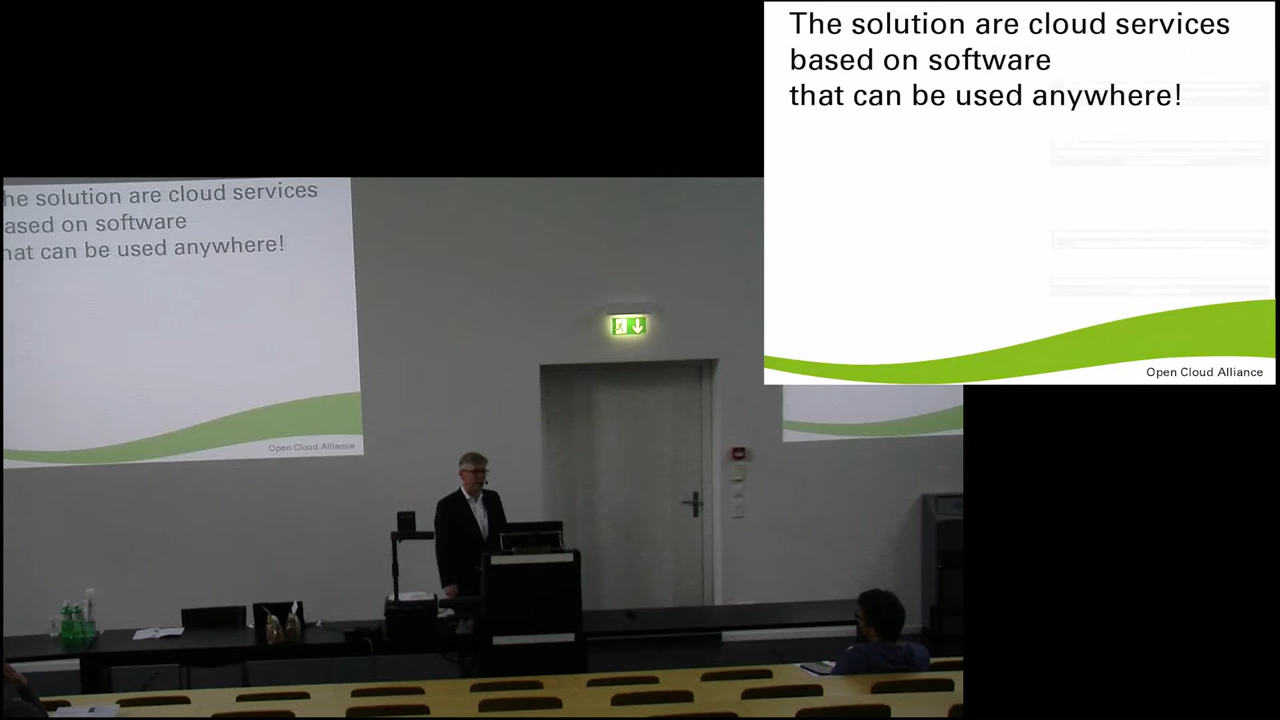 The solution are cloud services
based on software
that can be used anywhere!
Open Cloud Alliance
he solution are cloud services
ased on software
hat can be used anywhere!
Open Cloud Alliance